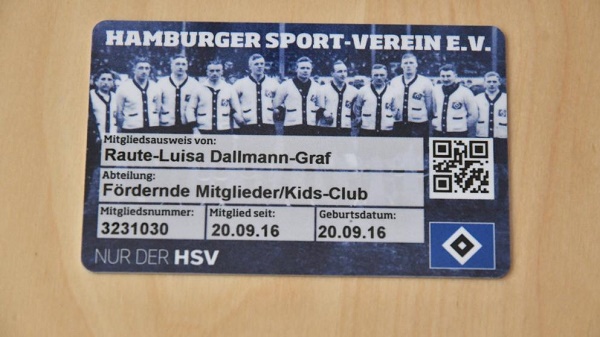 HAMBURGER SPORT-VEREIN E.V.
Mitgliedsausweis von:
Raute-Luisa Dallmann-Graf
Abteilung:
Fördernde Mitglieder/Kids-Club
Mitgliedsnummer: Mitglied seit: Geburtsdatum:
3231030 20.09.16 20.09.16
NUR DER HSV